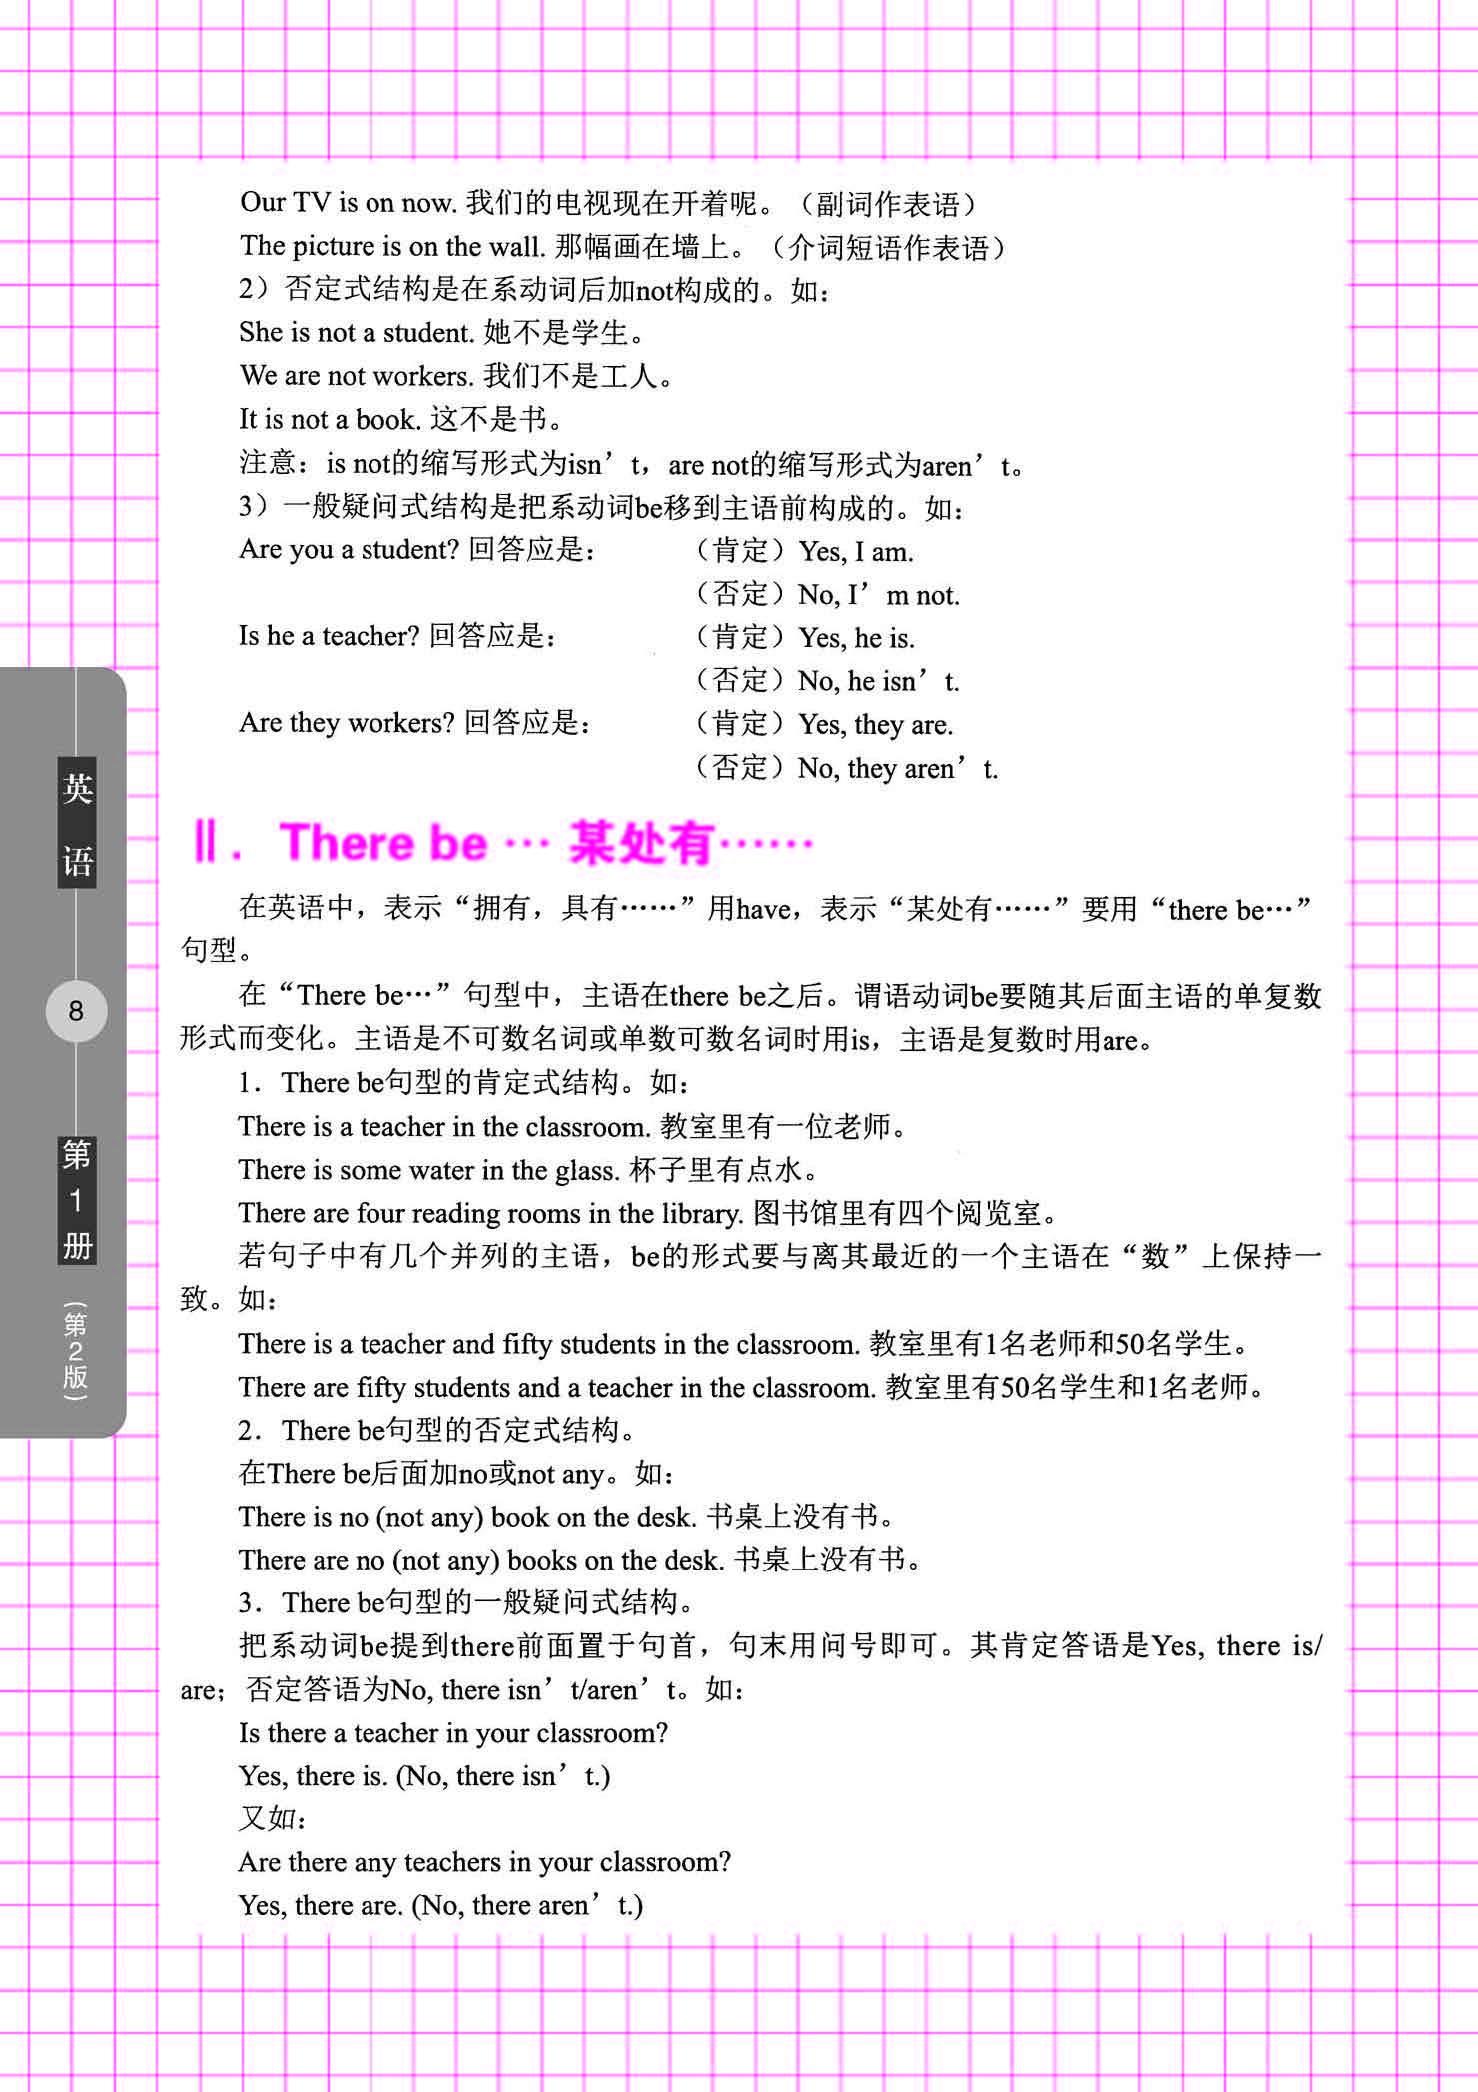 Our TV is on now. 我们的电视现在开着呢。（副词作表语）
The picture is on the wall. 那幅画在墙上。（介词短语作表语）
2）否定式结构是在系动词后加not构成的。如：
She is not a student. 她不是学生。
We are not workers. 我们不是工人。
It is not a book. 这不是书。
注意：is not的缩写形式为isn’t，are not的缩写形式为aren’t。
3）一般疑问式结构是把系动词be移到主语前构成的。如：
Are you a student? 回答应是：（肯定）Yes, I am.
（否定）No, I’m not.
Is he a teacher? 回答应是：（肯定）Yes, he is.
（否定）No, he isn’t.
Are they workers? 回答应是：（肯定）Yes, they are.
（否定）No, they aren’t.
Ⅱ．There be … 某处有……
在英语中，表示“拥有，具有……”用have，表示“某处有……”要用“there be…”
句型。
在“There be…”句型中，主语在there be之后。谓语动词be要随其后面主语的单复数
形式而变化。主语是不可数名词或单数可数名词时用is，主语是复数时用are。
1．There be句型的肯定式结构。如：
There is a teacher in the classroom. 教室里有一位老师。
There is some water in the glass. 杯子里有点水。
There are four reading rooms in the library. 图书馆里有四个阅览室。
若句子中有几个并列的主语，be的形式要与离其最近的一个主语在“数”上保持一
致。如：
There is a teacher and fifty students in the classroom. 教室里有1名老师和50名学生。
There are fifty students and a teacher in the classroom. 教室里有50名学生和1名老师。
2．There be句型的否定式结构。
在There be后面加no或not any。如：
There is no (not any) book on the desk. 书桌上没有书。
There are no (not any) books on the desk. 书桌上没有书。
3．There be句型的一般疑问式结构。
把系动词be提到there前面置于句首，句末用问号即可。其肯定答语是Yes, there is/
are；否定答语为No, there isn’t/aren’t。如：
Is there a teacher in your classroom?
Yes, there is. (No, there isn’t.)
又如：
Are there any teachers in your classroom?
Yes, there are. (No, there aren’t.)
英语
8
第1册
（第2版）